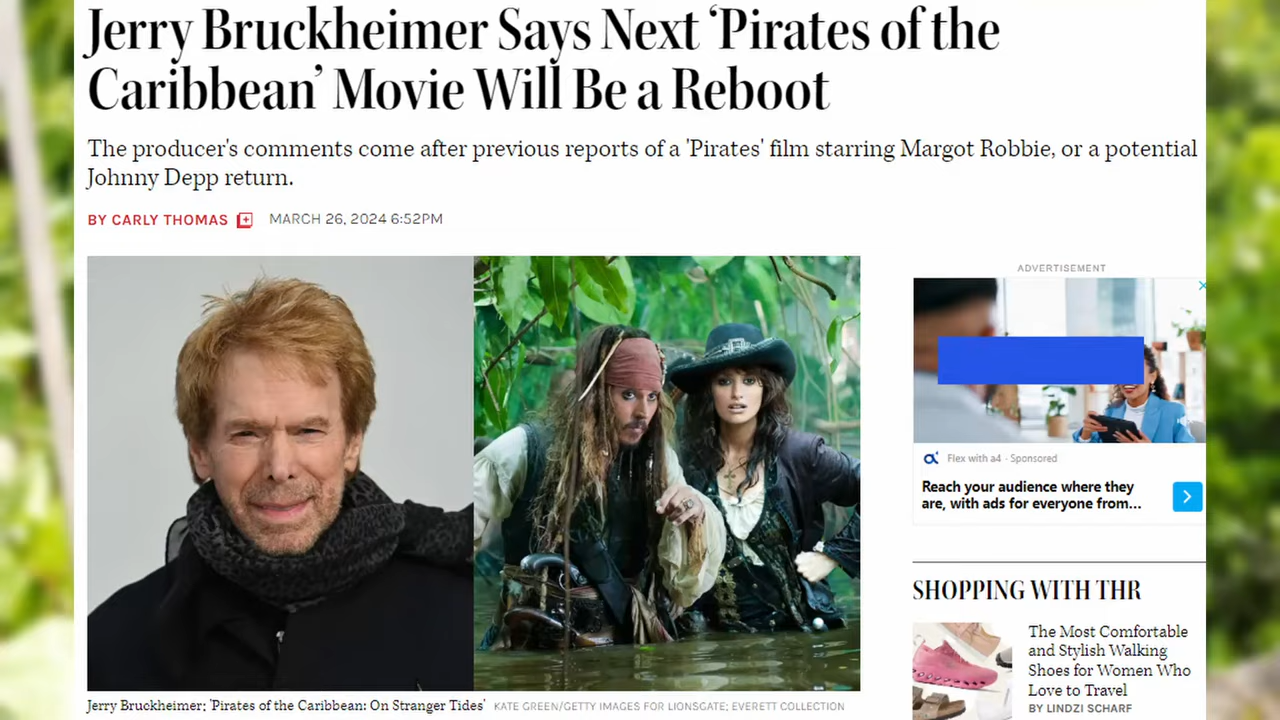 Jerry Bruckheimer Says Next ‘Pirates of the
Caribbean’ Movie Will Be a Reboot
The producer's comments come after previous reports of a 'Pirates' film starring Margot Robbie, or a potential
Johnny Depp return.
BY CARLY THOMAS MARCH 26, 2024 6:52PM
ADVERTISEMENT
Flex with a4 · Sponsored
Reach your audience where they
are, with ads for everyone from...
SHOPPING WITH THR
The Most Comfortable
and Stylish Walking
Shoes for Women Who
Love to Travel
BY LINDZI SCHARF
Jerry Bruckheimer; 'Pirates of the Caribbean: On Stranger Tides' KATE GREEN/GETTY IMAGES FOR LIONSGATE; EVERETT COLLECTION